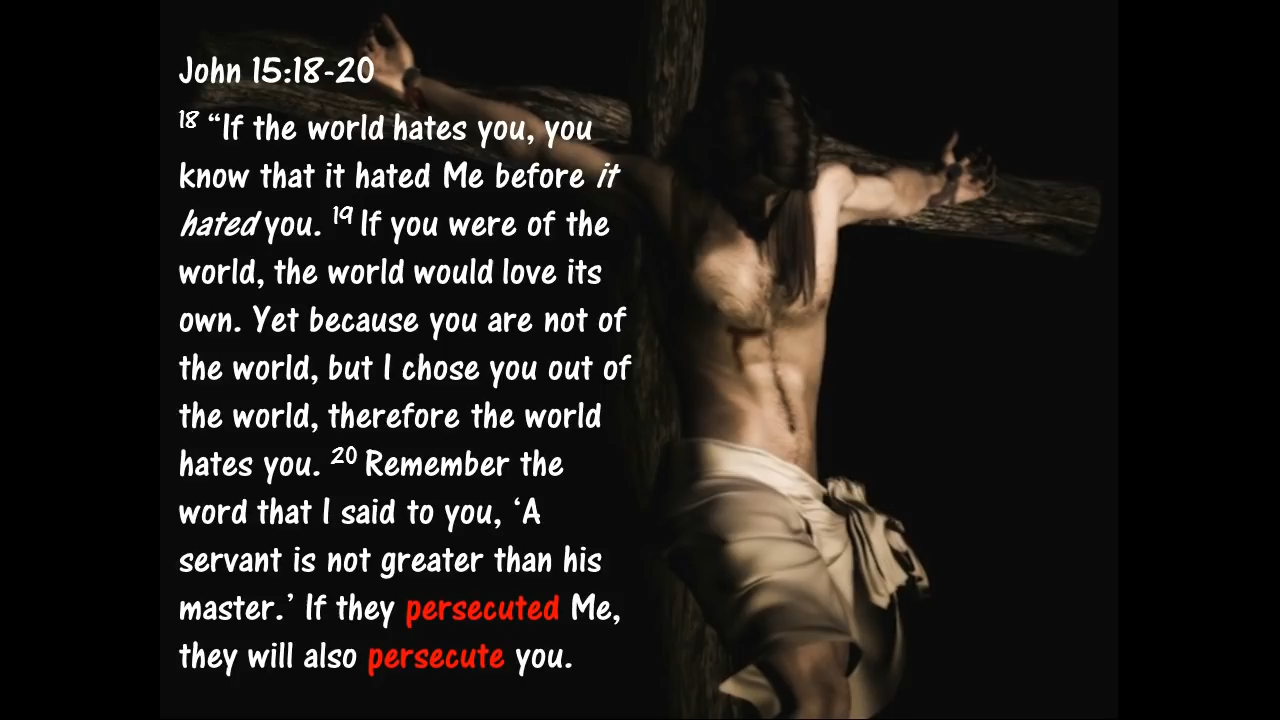 John 15:18-20
18 “If the world hates you, you
know that it hated Me before it
hated you. 19 If you were of the
world, the world would love its
own. Yet because you are not of
the world, but I chose you out of
the world, therefore the world
hates you. 20 Remember the
word that I said to you, ‘A
servant is not greater than his
master.’ If they persecuted Me,
they will also persecute you.